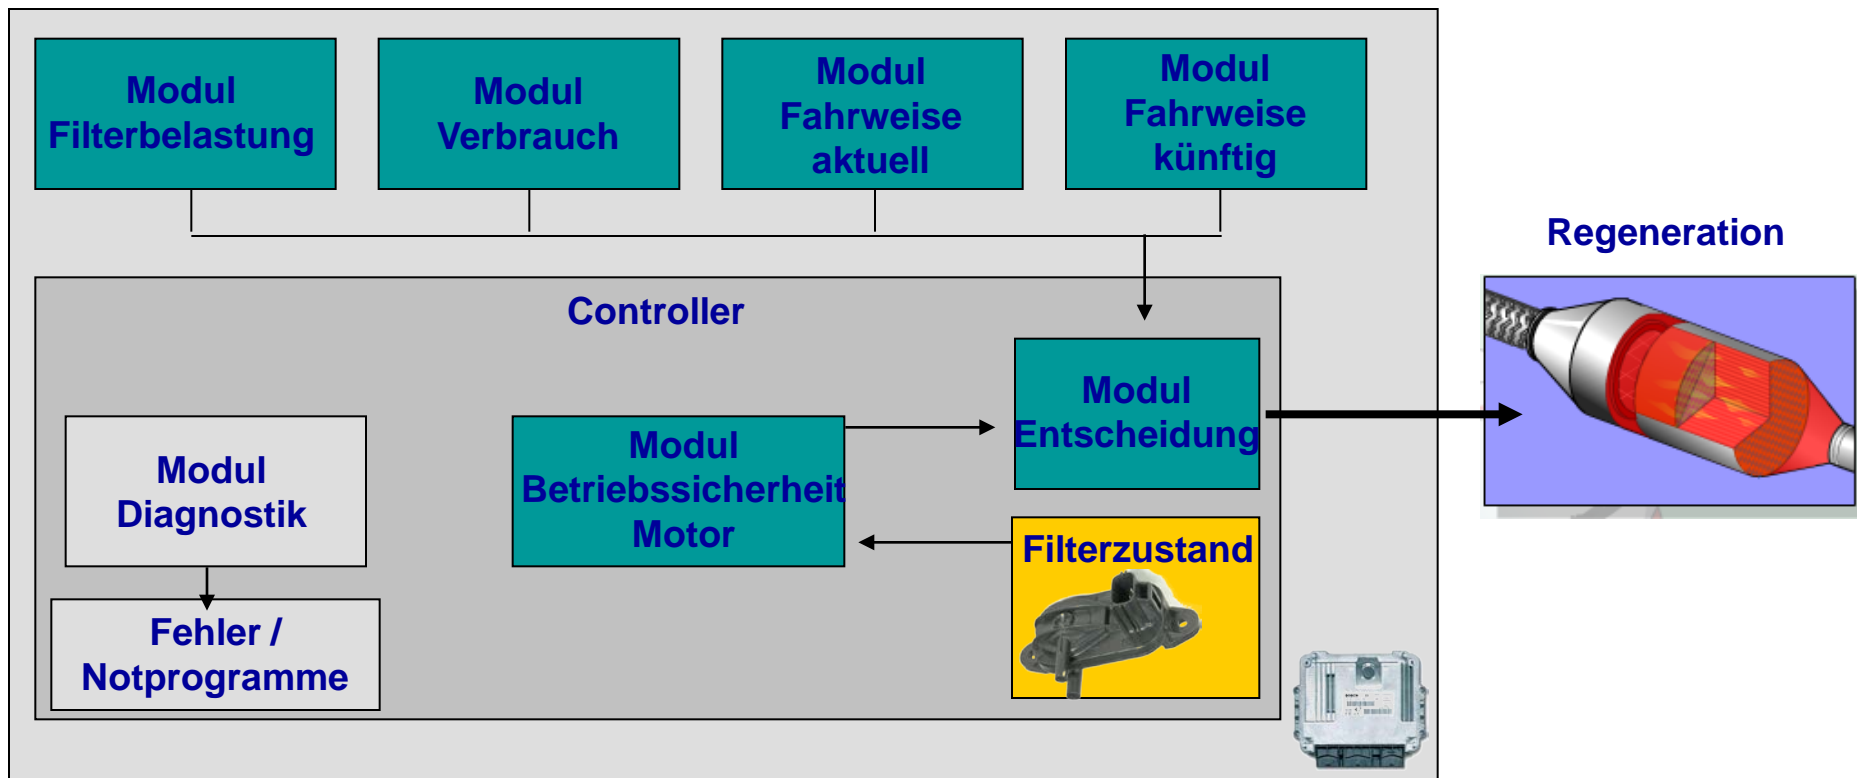 Modul
Filterbelastung
Modul
Verbrauch
Modul
Fahrweise
aktuell
Modul
Fahrweise
künftig
Regeneration
Controller
Modul
Entscheidung
Modul
Betriebssicherheit
Motor
Modul
Diagnostik
Filterzustand
Fehler /
Notprogramme